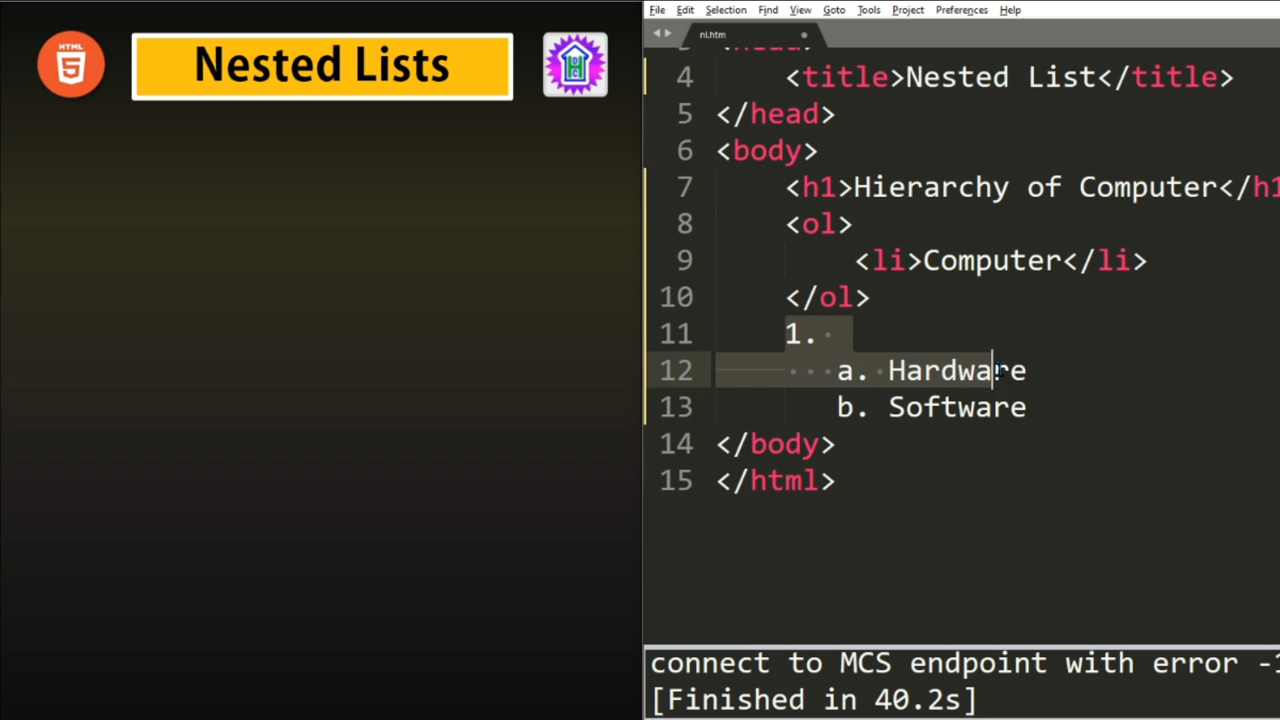 HTML
5
Nested Lists
File Edit Selection Find View Goto Tools Project Preferences Help
nl.htm
4 <title>Nested List</title>
5 </head>
6 <body>
7 <h1>Hierarchy of Computer</h1
8 <ol>
9 <li>Computer</li>
10 </ol>
11 1.
12 a. Hardware
13 b. Software
14 </body>
15 </html>
connect to MCS endpoint with error -1
[Finished in 40.2s]